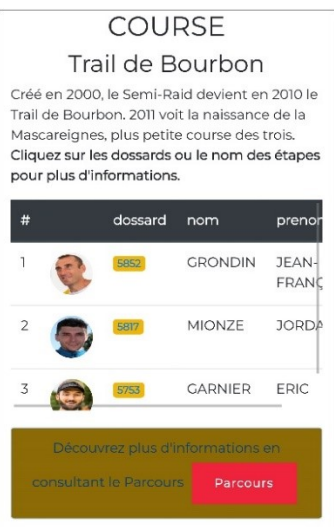 COURSE
Trail de Bourbon
Créé en 2000, le Semi-Raid devient en 2010 le
Trail de Bourbon. 2011 voit la naissance de la
Mascareignes, plus petite course des trois.
Cliquez sur les dossards ou le nom des étapes
pour plus d'informations.
# dossard nom prenom
1 5852 GRONDIN JEAN-
FRANÇ
2 5817 MIONZE JORDA
3 5753 GARNIER ERIC
Découvrez plus d'informations en
consultant le Parcours Parcours